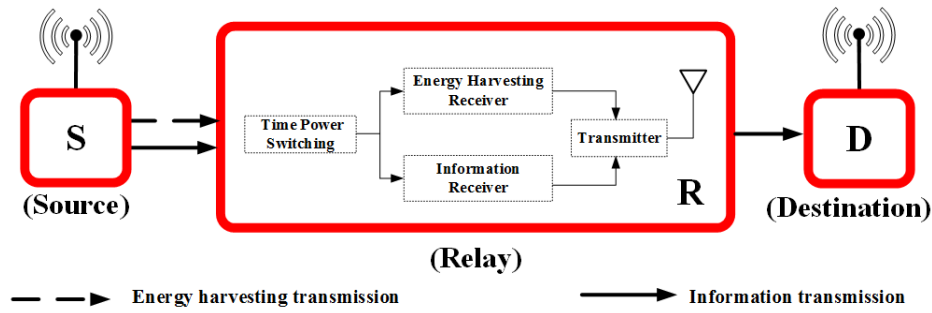 S
(Source)
Time Power
Switching
Energy Harvesting
Receiver
Information
Receiver
Transmitter
R
(Relay)
D
(Destination)
Energy harvesting transmission
Information transmission